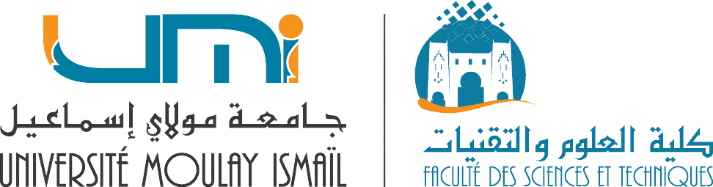 umi
جامعة مولاي إسماعيل
UNIVERSITÉ MOULAY ISMAÏL
كلية العلوم والتقنيات
FACULTÉ DES SCIENCES ET TECHNIQUES